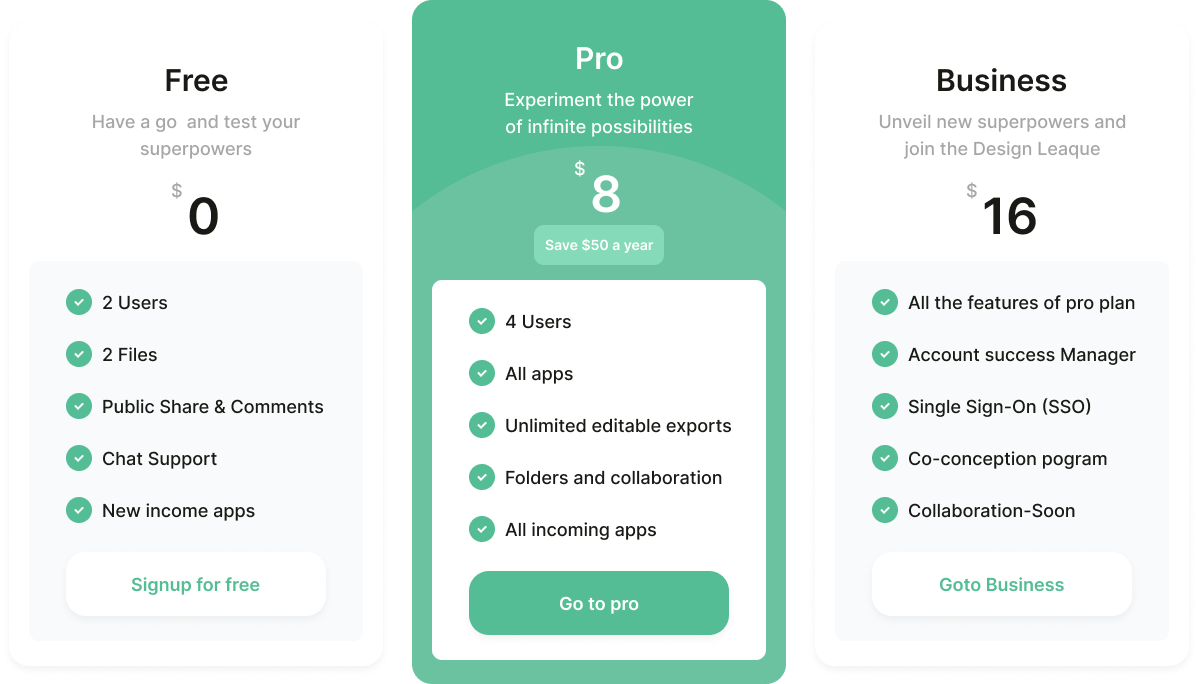 Free
Have a go  and test your
superpowers
$
0
2 Users
2 Files
Public Share & Comments
Chat Support
New income apps
Signup for free
Pro
Experiment the power
of infinite possibilities
$
8
Save $50 a year
4 Users
All apps
Unlimited editable exports
Folders and collaboration
All incoming apps
Go to pro
Business
Unveil new superpowers and
join the Design Leaque
$
16
All the features of pro plan
Account success Manager
Single Sign-On (SSO)
Co-conception pogram
Collaboration-Soon
Goto Business